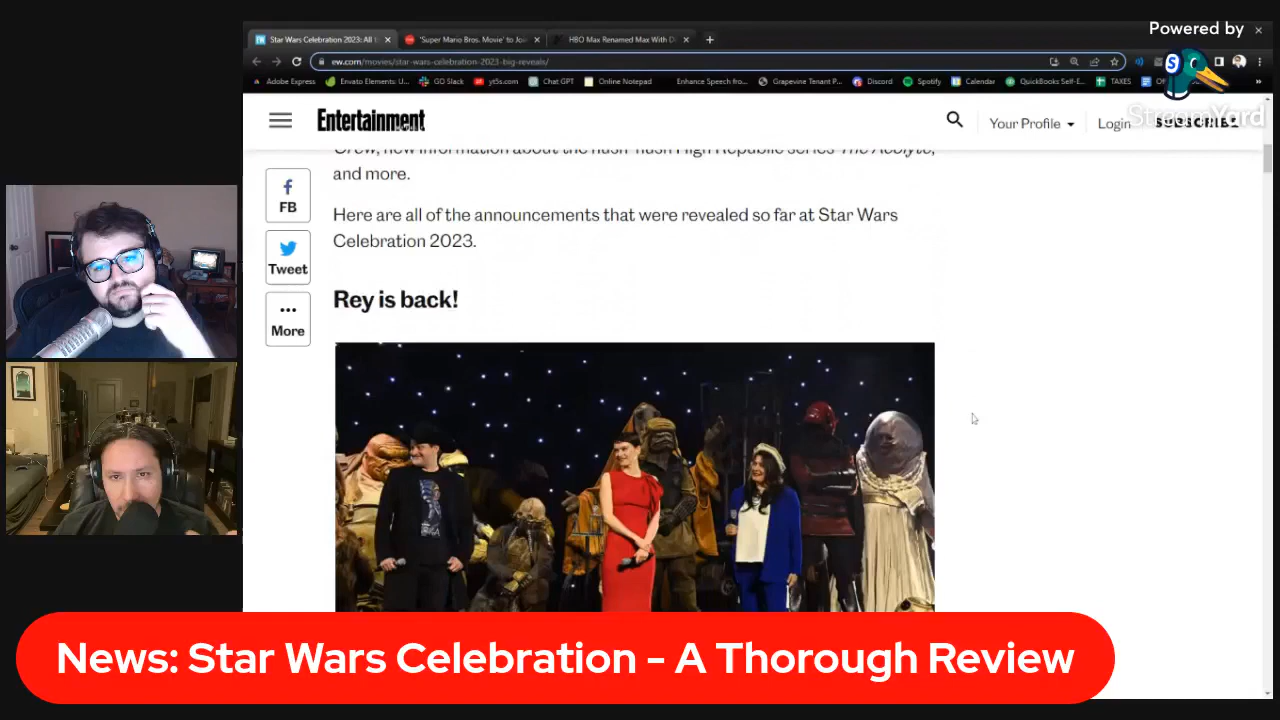 Powered by
StreamYard
Star Wars Celebration 2023: All t
'Super Mario Bros. Movie' to Joi
HBO Max Renamed Max With D
ew.com/movies/star-wars-celebration-2023-big-reveals/
Adobe Express
Envato Elements: U...
GO Slack
yt5s.com
Chat GPT
Online Notepad
Enhance Speech from...
Grapevine Tenant P...
Discord
Spotify
Calendar
QuickBooks Self-E...
TAXES
Entertainment
Your Profile
Login
SUBSCRIBE
Crew, new information about the hush-hush High Republic series The Acolyte,
and more.
Here are all of the announcements that were revealed so far at Star Wars
Celebration 2023.
FB
Tweet
More
Rey is back!
News: Star Wars Celebration - A Thorough Review